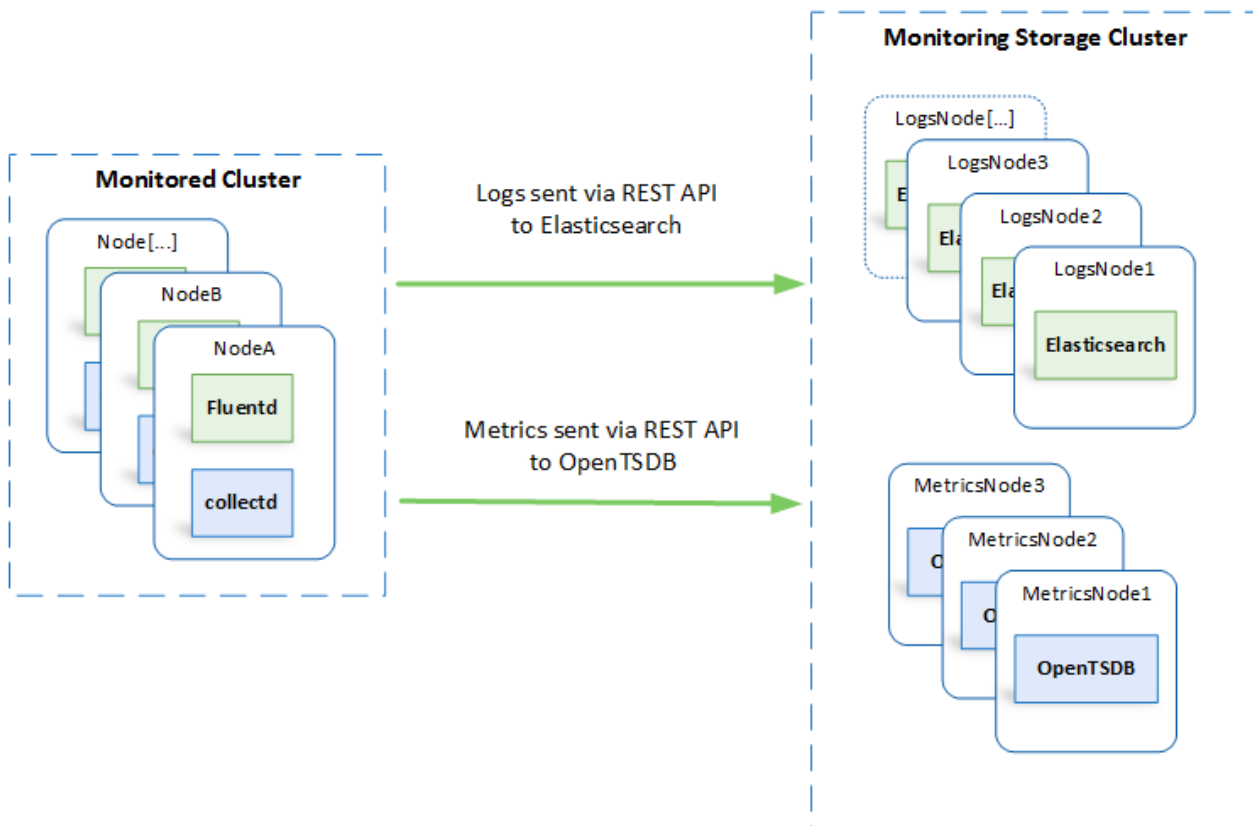 Monitoring Storage Cluster
LogsNode[...]
LogsNode3
LogsNode2
LogsNode1
Elasticsearch
Monitored Cluster
Node[...]
NodeB
NodeA
Fluentd
collectd
Logs sent via REST API
to Elasticsearch
Metrics sent via REST API
to OpenTSDB
MetricsNode3
MetricsNode2
MetricsNode1
OpenTSDB